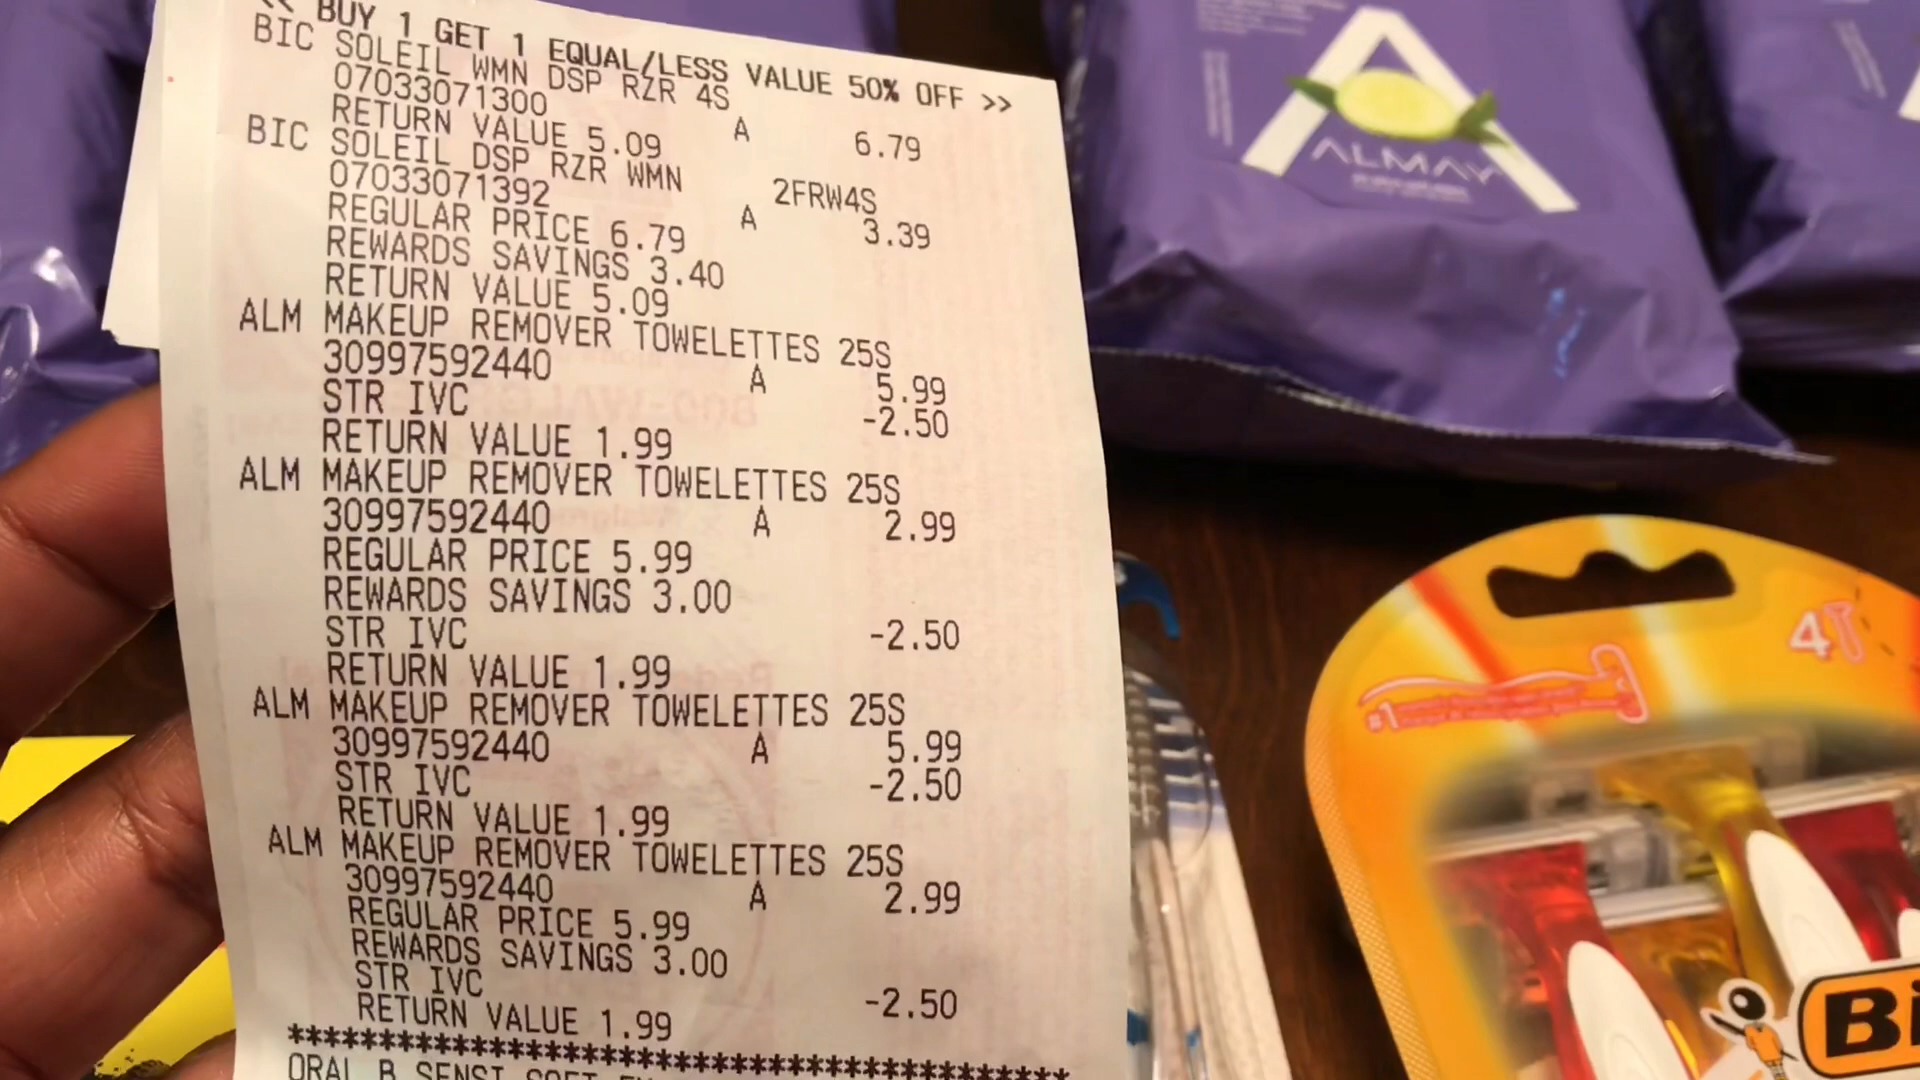 << BUY 1 GET 1 EQUAL/LESS VALUE 50% OFF >>
BIC SOLEIL WMN DSP RZR 4S
07033071300 A 6.79
RETURN VALUE 5.09
BIC SOLEIL DSP RZR WMN 2FRW4S
07033071392 A 3.39
REGULAR PRICE 6.79
REWARDS SAVINGS 3.40
RETURN VALUE 5.09
ALM MAKEUP REMOVER TOWELETTES 25S
30997592440 A 5.99
STR IVC -2.50
RETURN VALUE 1.99
ALM MAKEUP REMOVER TOWELETTES 25S
30997592440 A 2.99
REGULAR PRICE 5.99
REWARDS SAVINGS 3.00
STR IVC -2.50
RETURN VALUE 1.99
ALM MAKEUP REMOVER TOWELETTES 25S
30997592440 A 5.99
STR IVC -2.50
RETURN VALUE 1.99
ALM MAKEUP REMOVER TOWELETTES 25S
30997592440 A 2.99
REGULAR PRICE 5.99
REWARDS SAVINGS 3.00
STR IVC -2.50
RETURN VALUE 1.99
****************************************
ORAL B SENSI SOFT
A
ALMAY
4
#1
BiC